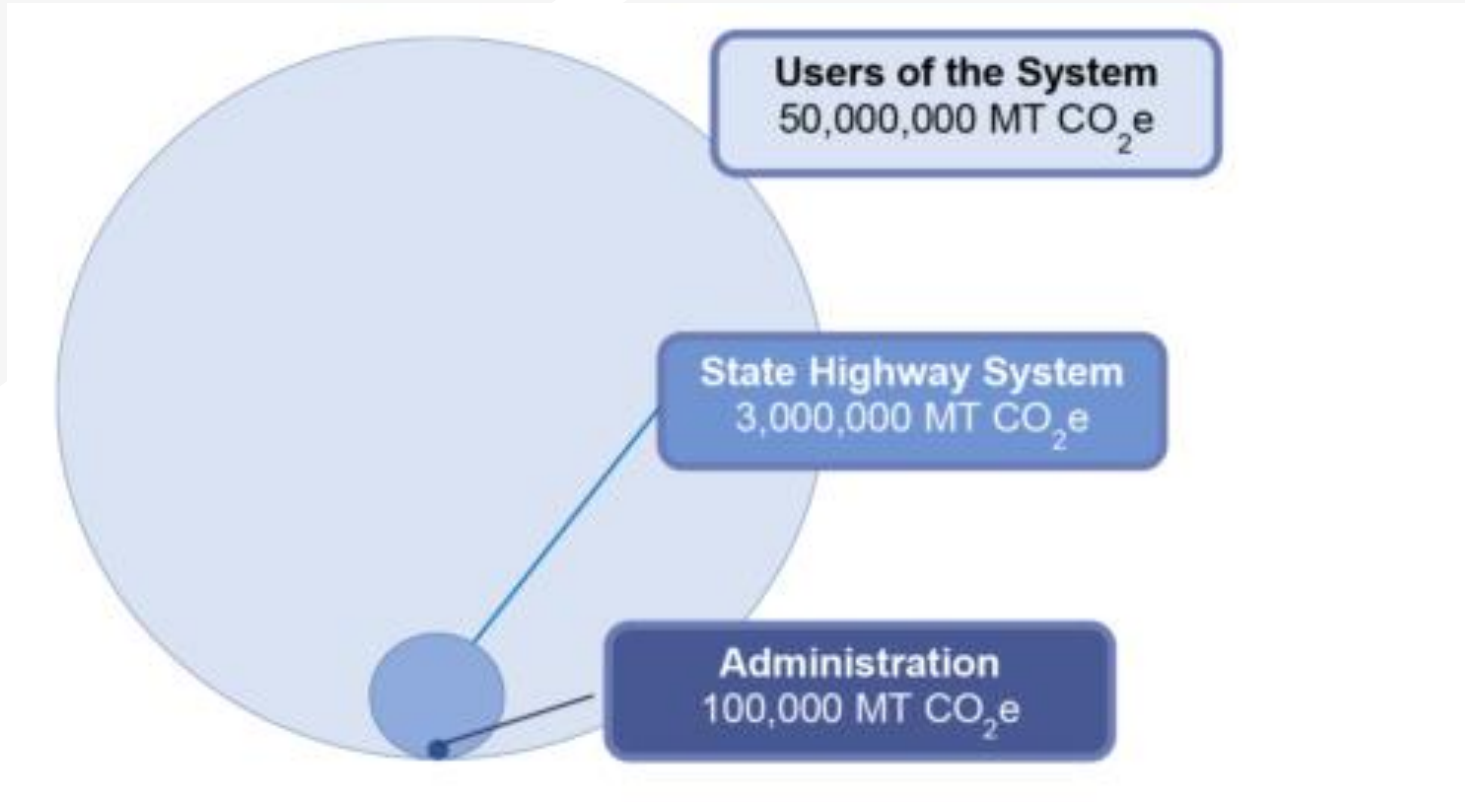 Users of the System
50,000,000 MT CO₂e
State Highway System
3,000,000 MT CO₂e
Administration
100,000 MT CO₂e